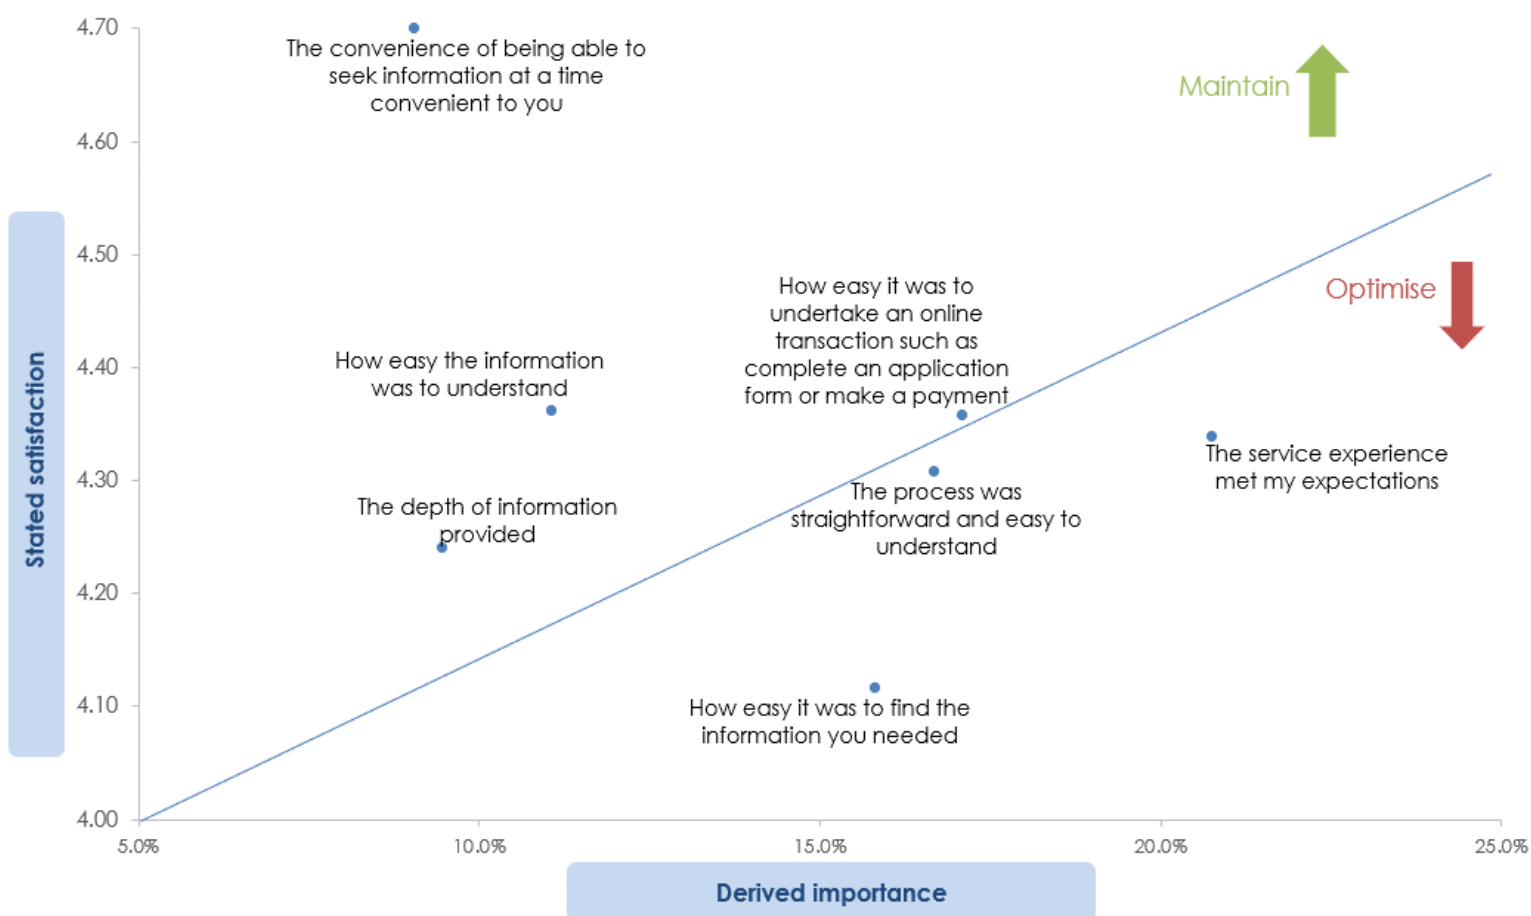 4.70
The convenience of being able to
seek information at a time
convenient to you
Maintain
4.60
4.50
How easy it was to
undertake an online
transaction such as
complete an application
form or make a payment
Optimise
4.40
How easy the information
was to understand
The service experience
met my expectations
4.30
The process was
straightforward and easy to
understand
The depth of information
provided
4.20
4.10
How easy it was to find the
information you needed
4.00
Stated satisfaction
5.0%
10.0%
15.0%
20.0%
25.0%
Derived importance